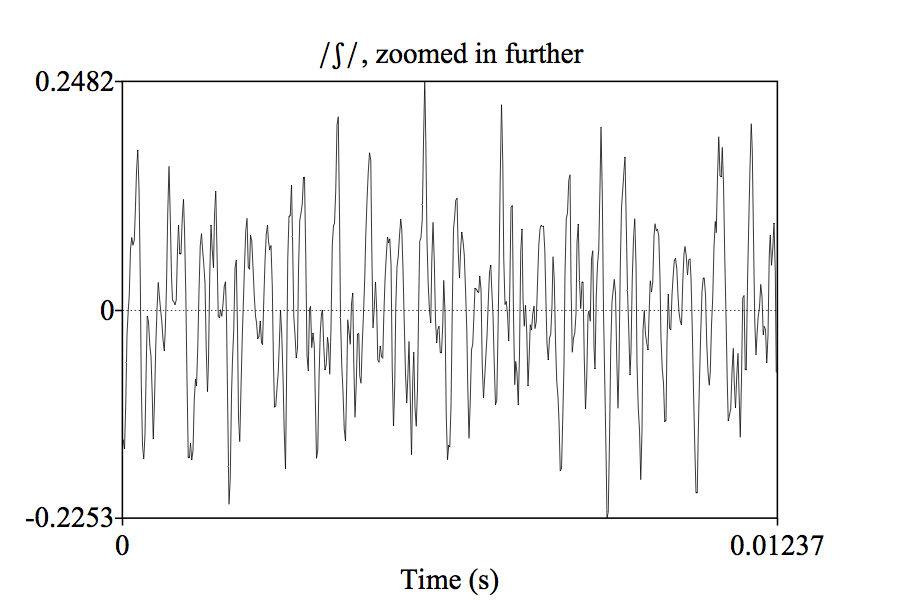 /ʃ/, zoomed in further
0.2482
0
-0.2253
0
0.01237
Time (s)